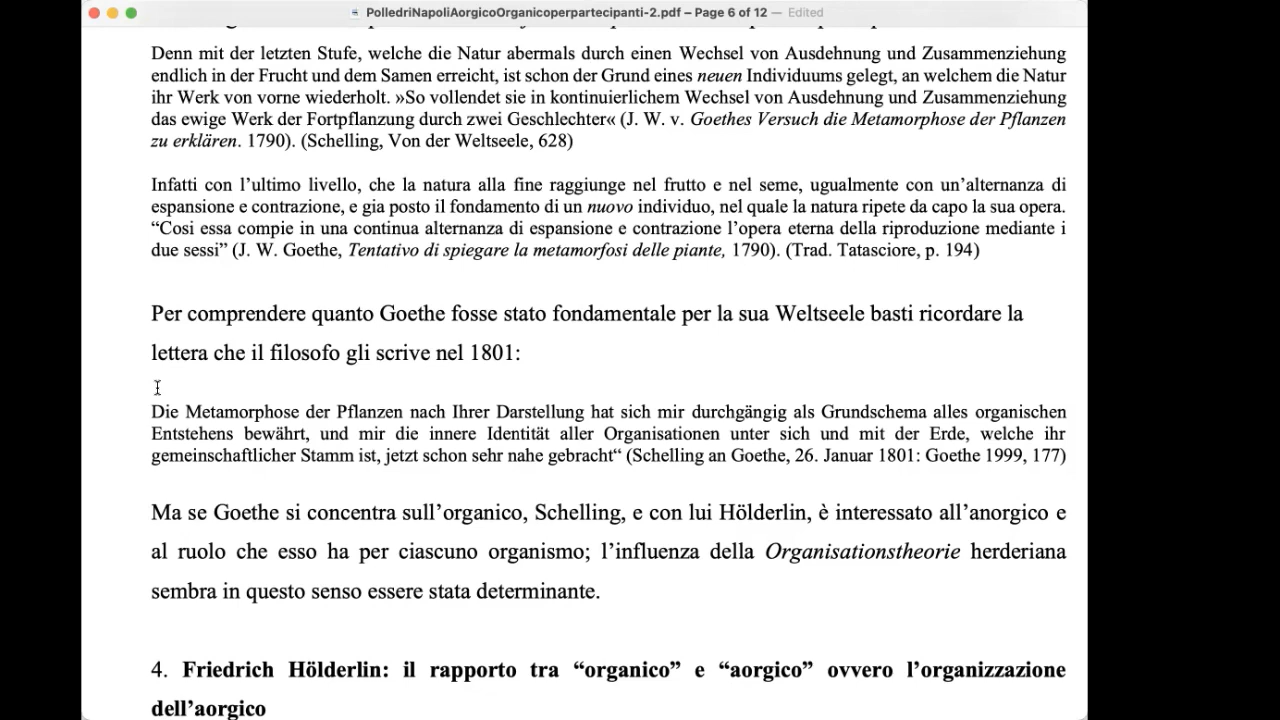 PolledriNapoliAorgicoOrganicoperpartecipanti-2.pdf – Page 6 of 12 — Edited
Denn mit der letzten Stufe, welche die Natur abermals durch einen Wechsel von Ausdehnung und Zusammenziehung
endlich in der Frucht und dem Samen erreicht, ist schon der Grund eines neuen Individuums gelegt, an welchem die Natur
ihr Werk von vorne wiederholt. »So vollendet sie in kontinuierlichem Wechsel von Ausdehnung und Zusammenziehung
das ewige Werk der Fortpflanzung durch zwei Geschlechter« (J. W. v. Goethes Versuch die Metamorphose der Pflanzen
zu erklären. 1790). (Schelling, Von der Weltseele, 628)
Infatti con l’ultimo livello, che la natura alla fine raggiunge nel frutto e nel seme, ugualmente con un’alternanza di
espansione e contrazione, e gia posto il fondamento di un nuovo individuo, nel quale la natura ripete da capo la sua opera.
“Cosi essa compie in una continua alternanza di espansione e contrazione l’opera eterna della riproduzione mediante i
due sessi” (J. W. Goethe, Tentativo di spiegare la metamorfosi delle piante, 1790). (Trad. Tatasciore, p. 194)
Per comprendere quanto Goethe fosse stato fondamentale per la sua Weltseele basti ricordare la
lettera che il filosofo gli scrive nel 1801:
Die Metamorphose der Pflanzen nach Ihrer Darstellung hat sich mir durchgängig als Grundschema alles organischen
Entstehens bewährt, und mir die innere Identität aller Organisationen unter sich und mit der Erde, welche ihr
gemeinschaftlicher Stamm ist, jetzt schon sehr nahe gebracht“ (Schelling an Goethe, 26. Januar 1801: Goethe 1999, 177)
Ma se Goethe si concentra sull’organico, Schelling, e con lui Hölderlin, è interessato all’anorgico e
al ruolo che esso ha per ciascuno organismo; l’influenza della Organisationstheorie herderiana
sembra in questo senso essere stata determinante.
4. Friedrich Hölderlin: il rapporto tra “organico” e “aorgico” ovvero l’organizzazione
dell’aorgico